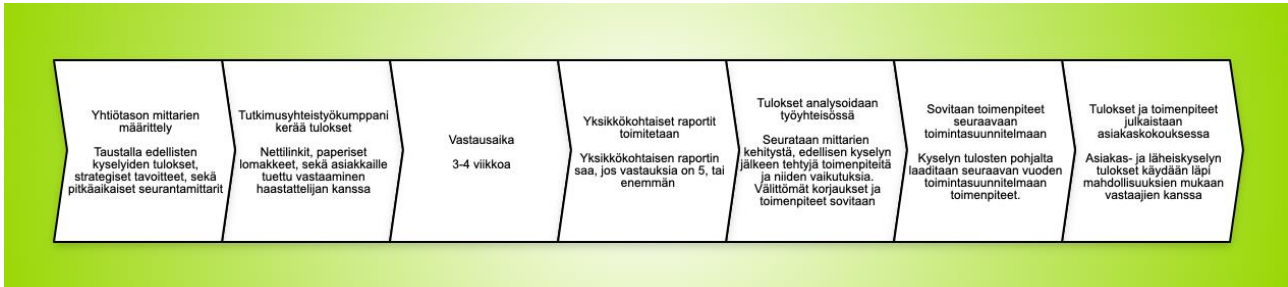 Yhtiötason mittarien
määrittely
Taustalla edellisten
kyselyiden tulokset,
strategiset tavoitteet, sekä
pitkäaikaiset seurantamittarit
Tutkimusyhteistyökumppani
kerää tulokset
Nettilinkit, paperiset
lomakkeet, sekä asiakkaille
tuettu vastaaminen
haastattelijan kanssa
Vastausaika
3-4 viikkoa
Yksikkökohtaiset raportit
toimitetaan
Yksikkökohtaisen raportin
saa, jos vastauksia on 5, tai
enemmän
Tulokset analysoidaan
työyhteisössä
Seurataan mittarien
kehitystä, edellisen kyselyn
jälkeen tehtyjä toimenpiteitä
ja niiden vaikutuksia.
Välittömät korjaukset ja
toimenpiteet sovitaan
Sovitaan toimenpiteet
seuraavaan
toimintasuunnitelmaan
Kyselyn tulosten pohjalta
laaditaan seuraavan vuoden
toimintasuunnitelmaan
toimenpiteet.
Tulokset ja toimenpiteet
julkaistaan
asiakaskokouksessa
Asiakas- ja läheiskyselyn
tulokset käydään läpi
mahdollisuuksien mukaan
vastaajien kanssa